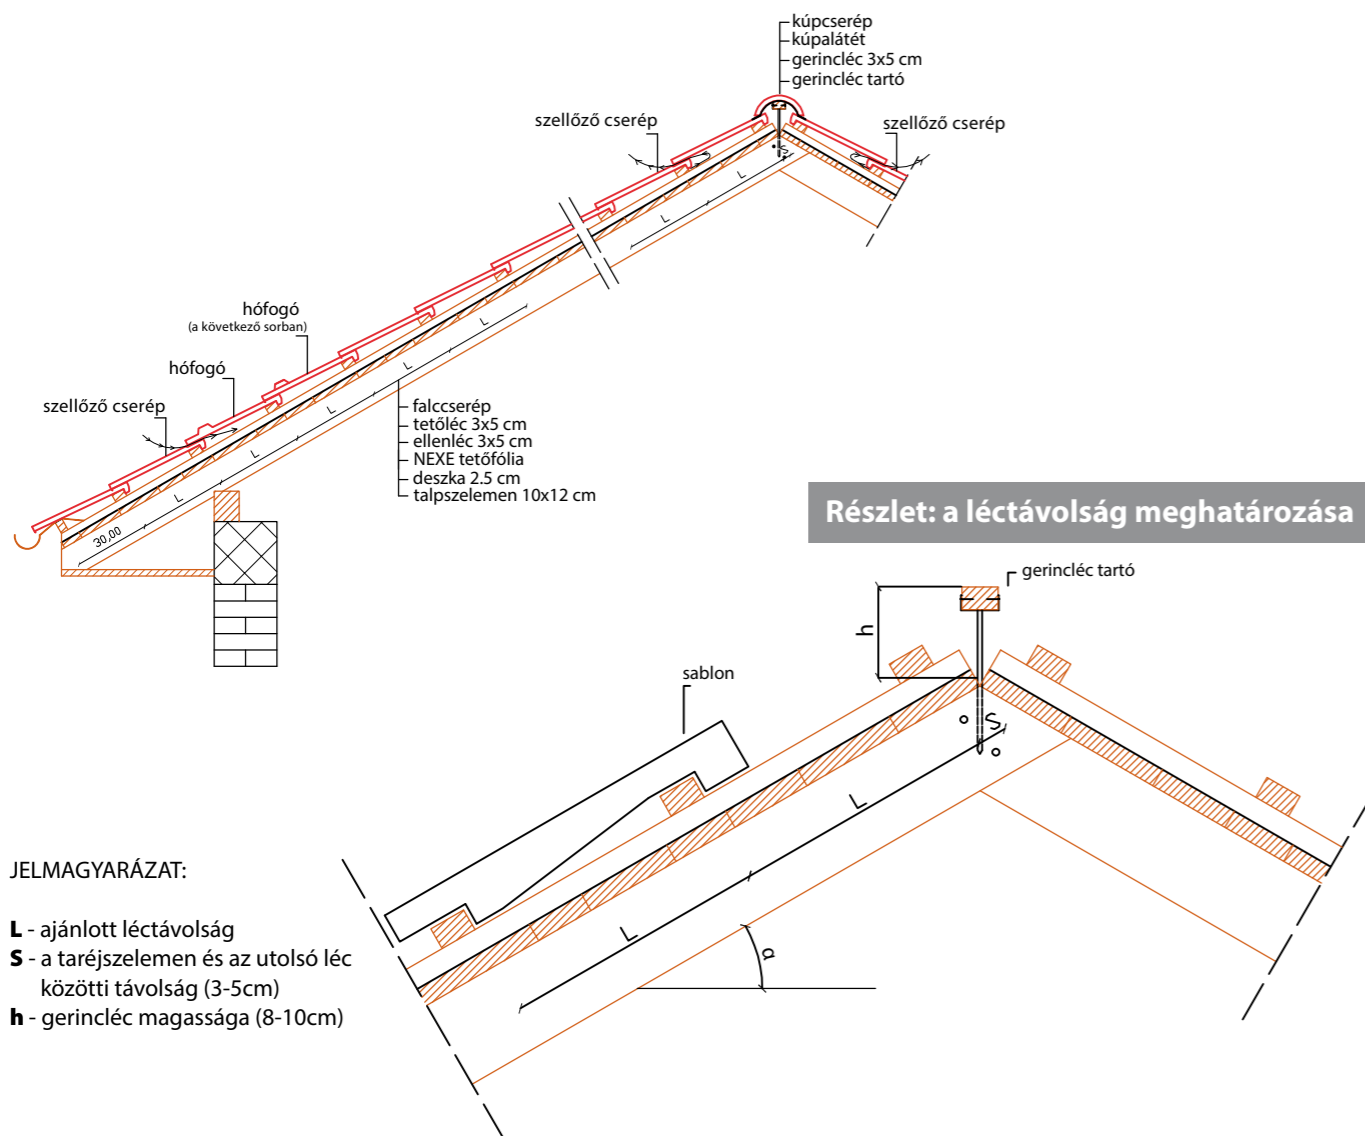 kúpcserép
kúpalátét
gerincléc 3x5 cm
gerincléc tartó
szellőző cserép
szellőző cserép
S
L
L
hófogó
(a következő sorban)
L
hófogó
L
szellőző cserép
L
L
L
30,00
falccserép
tetőléc 3x5 cm
ellenléc 3x5 cm
NEXE tetőfólia
deszka 2.5 cm
talpszelemen 10x12 cm
Részlet: a léctávolság meghatározása
gerincléc tartó
h
sablon
S
L
L
α
JELMAGYARÁZAT:
L - ajánlott léctávolság
S - a taréjszelemen és az utolsó léc
közötti távolság (3-5cm)
h - gerincléc magassága (8-10cm)